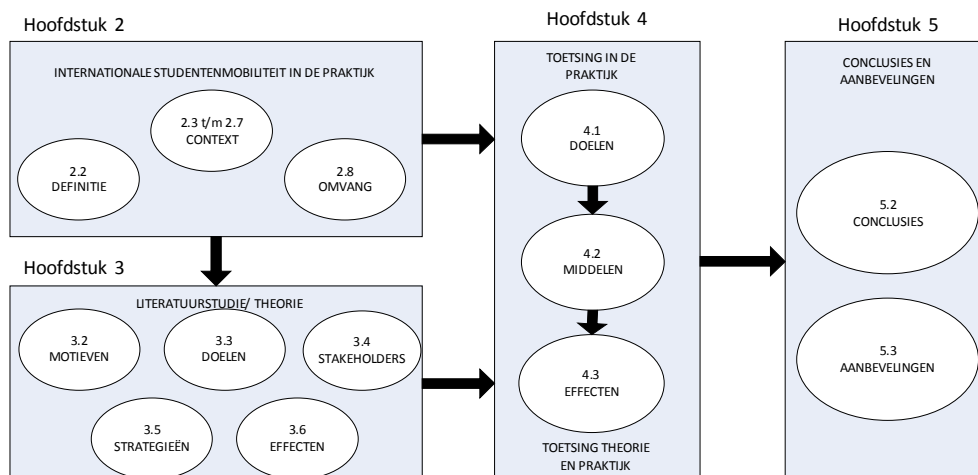 Hoofdstuk 2
INTERNATIONALE STUDENTENMOBILITEIT IN DE PRAKTIJK
2.3 t/m 2.7
CONTEXT
2.2
DEFINITIE
2.8
OMVANG
Hoofdstuk 3
LITERATUURSTUDIE/ THEORIE
3.2
MOTIEVEN
3.3
DOELEN
3.4
STAKEHOLDERS
3.5
STRATEGIEËN
3.6
EFFECTEN
Hoofdstuk 4
TOETSING IN DE
PRAKTIJK
4.1
DOELEN
4.2
MIDDELEN
4.3
EFFECTEN
TOETSING THEORIE
EN PRAKTIJK
Hoofdstuk 5
CONCLUSIES EN
AANBEVELINGEN
5.2
CONCLUSIES
5.3
AANBEVELINGEN